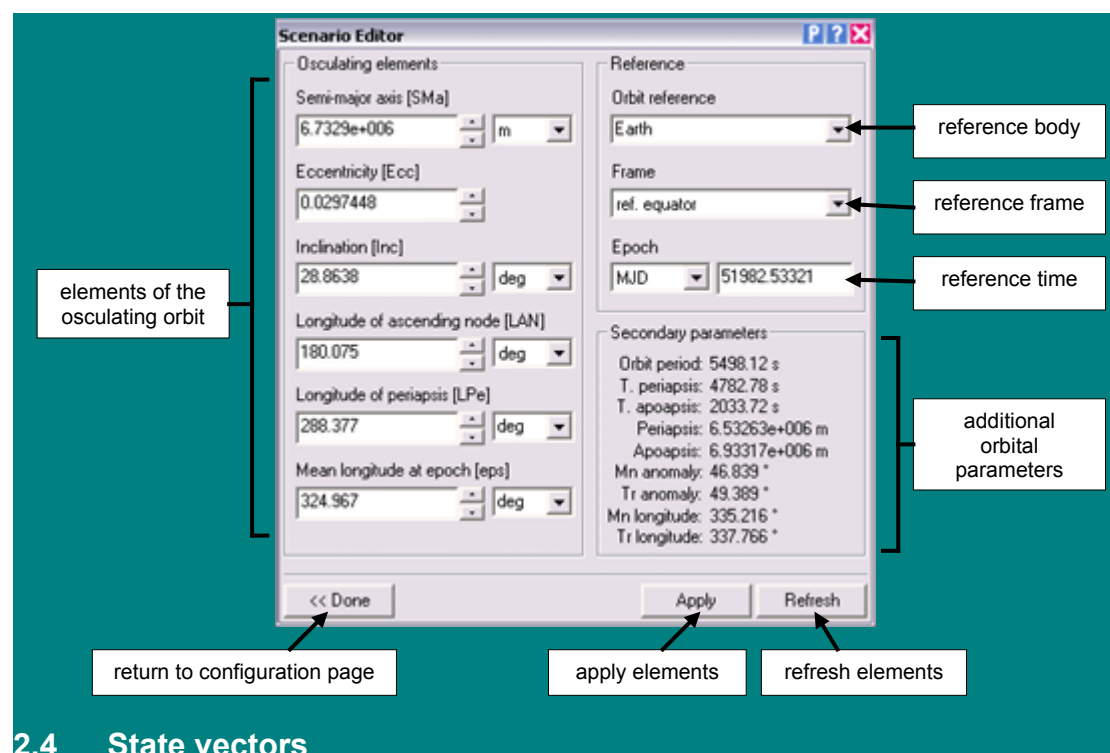 Scenario Editor
P ? X
Osculating elements
Semi-major axis [SMa]
6.7329e+006
m
Eccentricity [Ecc]
0.0297448
Inclination [Inc]
28.8638
deg
Longitude of ascending node [LAN]
180.075
deg
Longitude of periapsis [LPe]
288.377
deg
Mean longitude at epoch [eps]
324.967
deg
Reference
Orbit reference
Earth
Frame
ref. equator
Epoch
MJD
51982.53321
Secondary parameters
Orbit period: 5498.12 s
T. periapsis: 4782.78 s
T. apoapsis: 2033.72 s
Periapsis: 6.53263e+006 m
Apoapsis: 6.93317e+006 m
Mn anomaly: 46.839 °
Tr anomaly: 49.389 °
Mn longitude: 335.216 °
Tr longitude: 337.766 °
<< Done
Apply
Refresh
elements of the
osculating orbit
reference body
reference frame
reference time
additional
orbital
parameters
return to configuration page
apply elements
refresh elements
2.4 State vectors